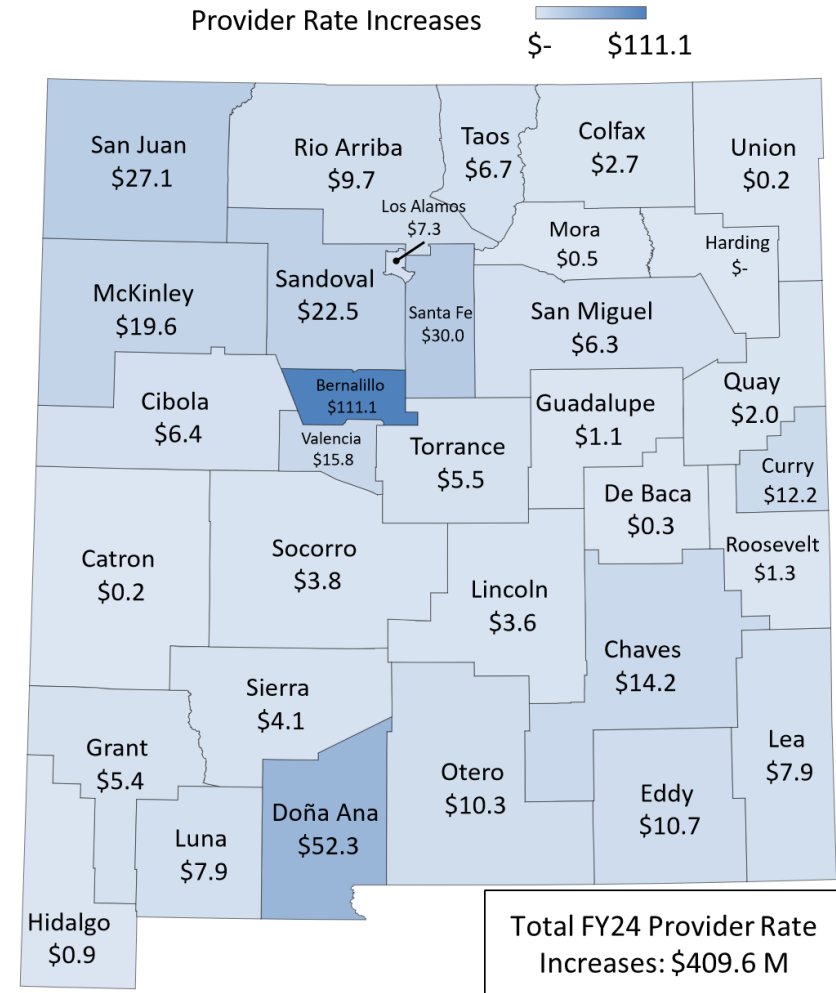 Provider Rate Increases
$- $111.1
San Juan
$27.1
Rio Arriba
$9.7
Taos
$6.7
Colfax
$2.7
Union
$0.2
Los Alamos
$7.3
Mora
$0.5
Harding
$-
McKinley
$19.6
Sandoval
$22.5
Santa Fe
$30.0
San Miguel
$6.3
Cibola
$6.4
Bernalillo
$111.1
Valencia
$15.8
Torrance
$5.5
Guadalupe
$1.1
Quay
$2.0
Curry
$12.2
De Baca
$0.3
Roosevelt
$1.3
Catron
$0.2
Socorro
$3.8
Lincoln
$3.6
Chaves
$14.2
Sierra
$4.1
Grant
$5.4
Otero
$10.3
Lea
$7.9
Eddy
$10.7
Doña Ana
$52.3
Luna
$7.9
Hidalgo
$0.9
Total FY24 Provider Rate
Increases: $409.6 M